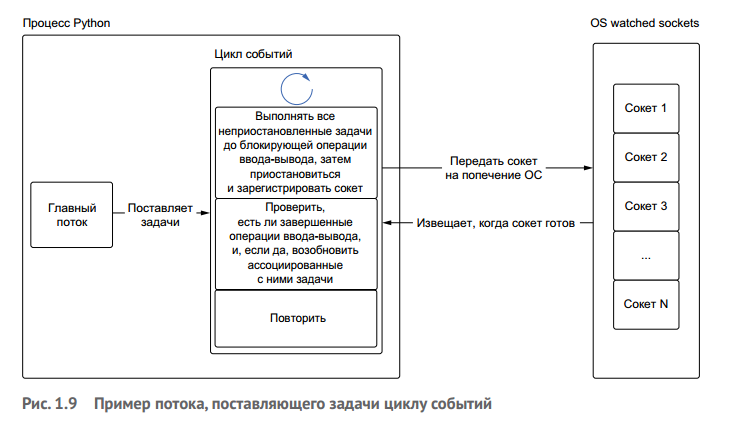 Процесс Python
OS watched sockets
Цикл событий
Выполнять все
неприостановленные задачи
до блокирующей операции
ввода-вывода, затем
приостановиться
и зарегистрировать сокет
Главный
поток
Поставляет
задачи
Проверить,
есть ли завершенные
операции ввода-вывода,
и, если да, возобновить
ассоциированные
с ними задачи
Повторить
Передать сокет
на попечение ОС
Извещает, когда сокет готов
Сокет 1
Сокет 2
Сокет 3
...
Сокет N
Рис. 1.9 Пример потока, поставляющего задачи циклу событий